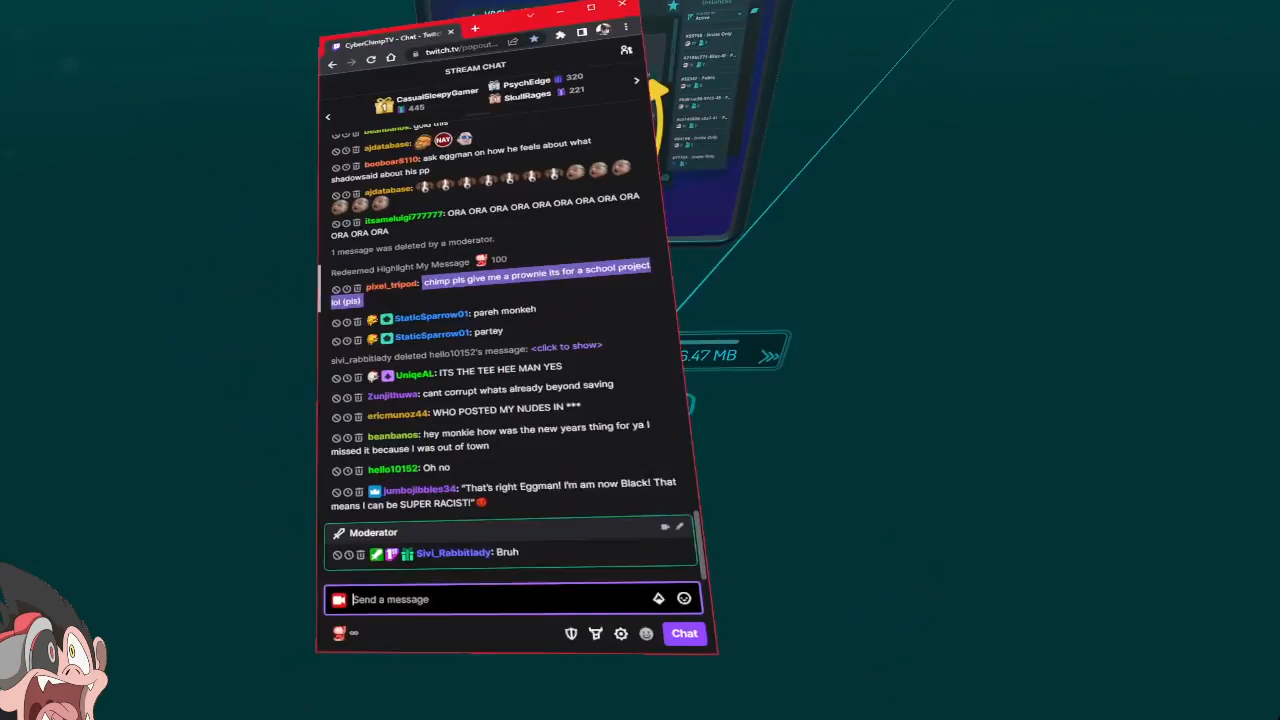 CyberChimpTV - Chat - Twitch
twitch.tv/popout...
STREAM CHAT
CasualSleepyGamer
445
PsychEdge 320
SkullRages 221
beanbanos: gold this
ajdatabase: NAY
booboar8110: ask eggman on how he feels about what
shadowsaid about his pp
ajdatabase:
itsameluigi777777: ORA ORA ORA ORA ORA ORA ORA ORA ORA
ORA ORA ORA
1 message was deleted by a moderator.
Redeemed Highlight My Message 100
pixel_tripod: chimp pls give me a prownie its for a school project
lol (pls)
StaticSparrow01: pareh monkeh
StaticSparrow01: partey
sivi_rabbitlady deleted hello10152's message: <click to show>
UniqeAL: ITS THE TEE HEE MAN YES
Zunjithuwa: cant corrupt whats already beyond saving
ericmunoz44: WHO POSTED MY NUDES IN ***
beanbanos: hey monkie how was the new years thing for ya I
missed it because I was out of town
hello10152: Oh no
jumbojibbles34: "That's right Eggman! I'm am now Black! That
means I can be SUPER RACIST!"
Moderator
Sivi_Rabbitlady: Bruh
Send a message
∞
Chat
Instances
Active
6.47 MB